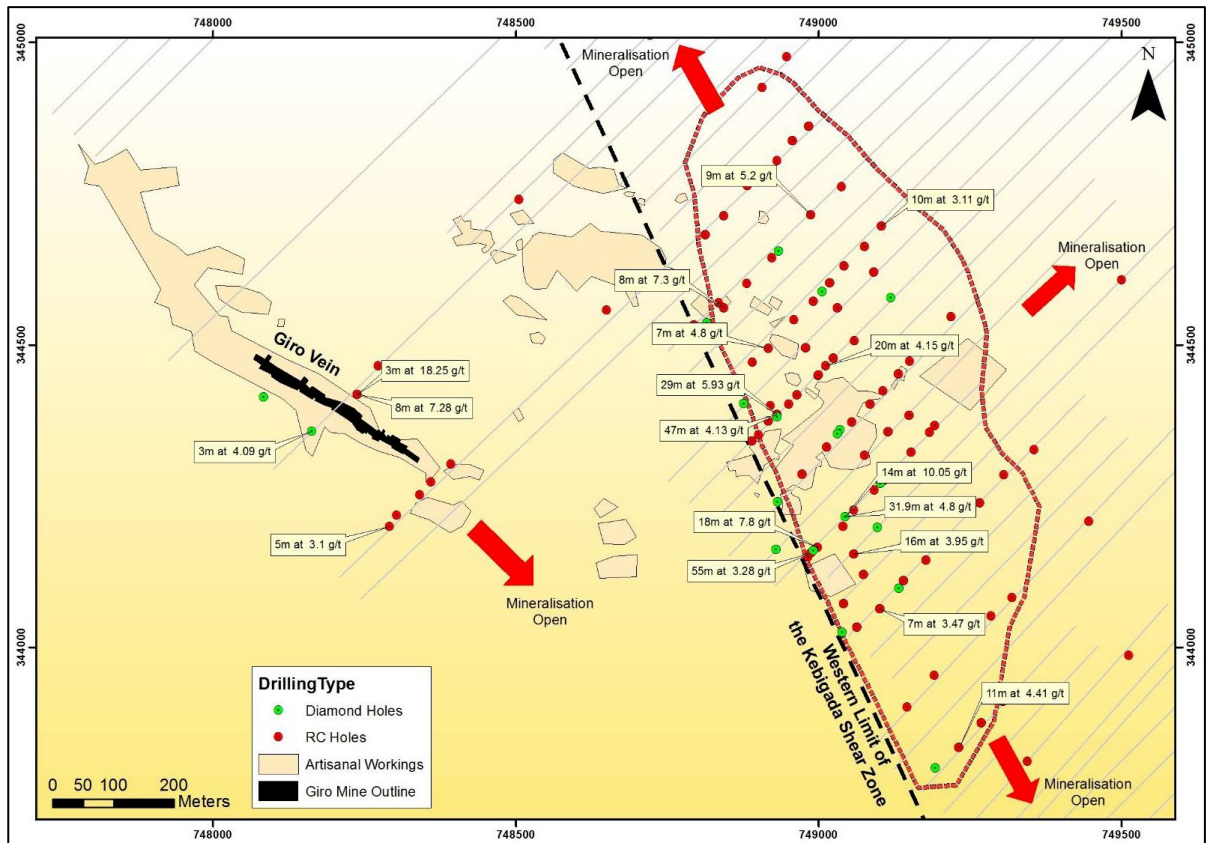 748000
748500
749000
749500
345000
345000
Mineralisation
Open
N
9m at 5.2 g/t
10m at 3.11 g/t
Mineralisation
Open
8m at 7.3 g/t
7m at 4.8 g/t
344500
344500
Giro Vein
20m at 4.15 g/t
3m at 18.25 g/t
29m at 5.93 g/t
8m at 7.28 g/t
47m at 4.13 g/t
3m at 4.09 g/t
14m at 10.05 g/t
31.9m at 4.8 g/t
18m at 7.8 g/t
5m at 3.1 g/t
16m at 3.95 g/t
55m at 3.28 g/t
Mineralisation
Open
7m at 3.47 g/t
344000
344000
Western Limit of
the Kebigada Shear Zone
11m at 4.41 g/t
Mineralisation
Open
DrillingType
Diamond Holes
RC Holes
Artisanal Workings
Giro Mine Outline
0 50 100 200
Meters
748000
748500
749000
749500